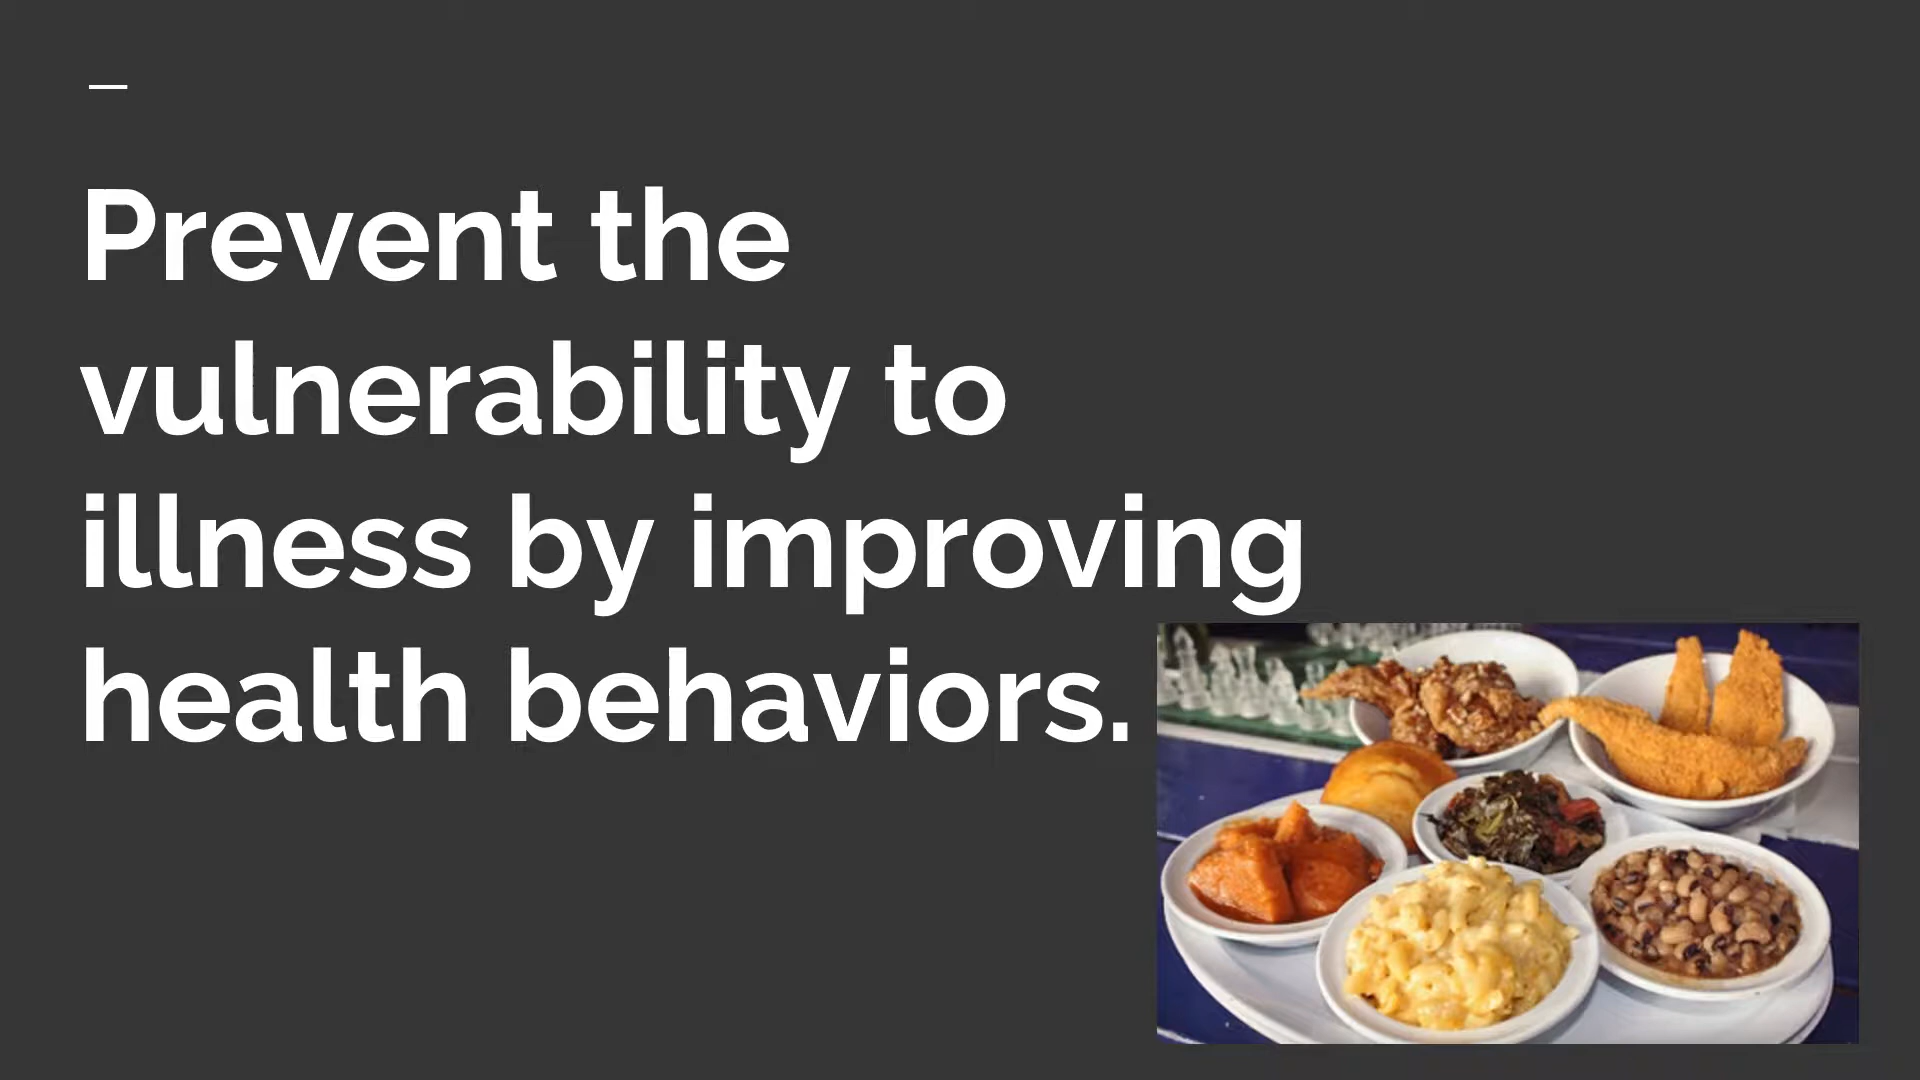 Prevent the
vulnerability to
illness by improving
health behaviors.